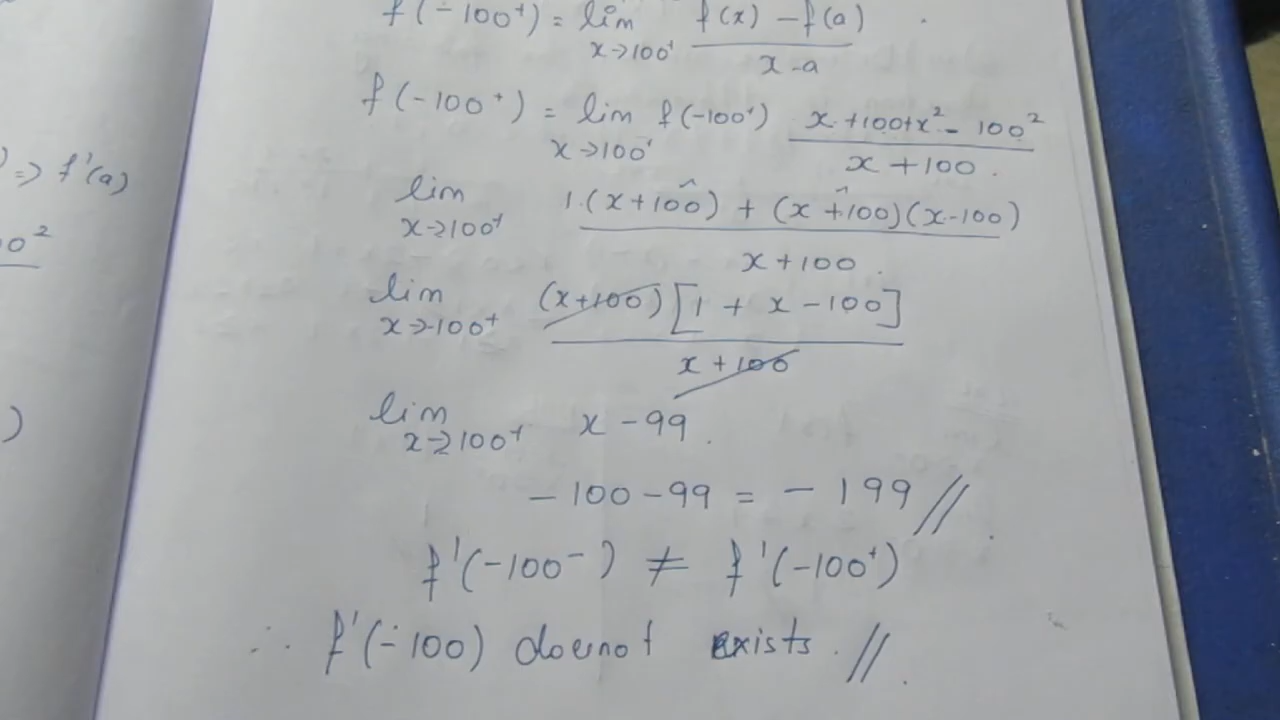 ) => f'(a)
00²
)
f(-100⁺) = lim x→100⁺ f(x) - f(a) / x-a
f(-100⁺) = lim x→100⁺ f(-100⁺) x+100+x²-100² / x+100.
lim x→100⁺ 1.(x+100) + (x+100)(x-100) / x+100.
lim x→-100⁺ (x+100)[1 + x-100] / x+100
lim x→100⁺ x-99.
-100-99 = -199 //.
f'(-100⁻) ≠ f'(-100⁺)
∴ f'(-100) doesnot exists. //.